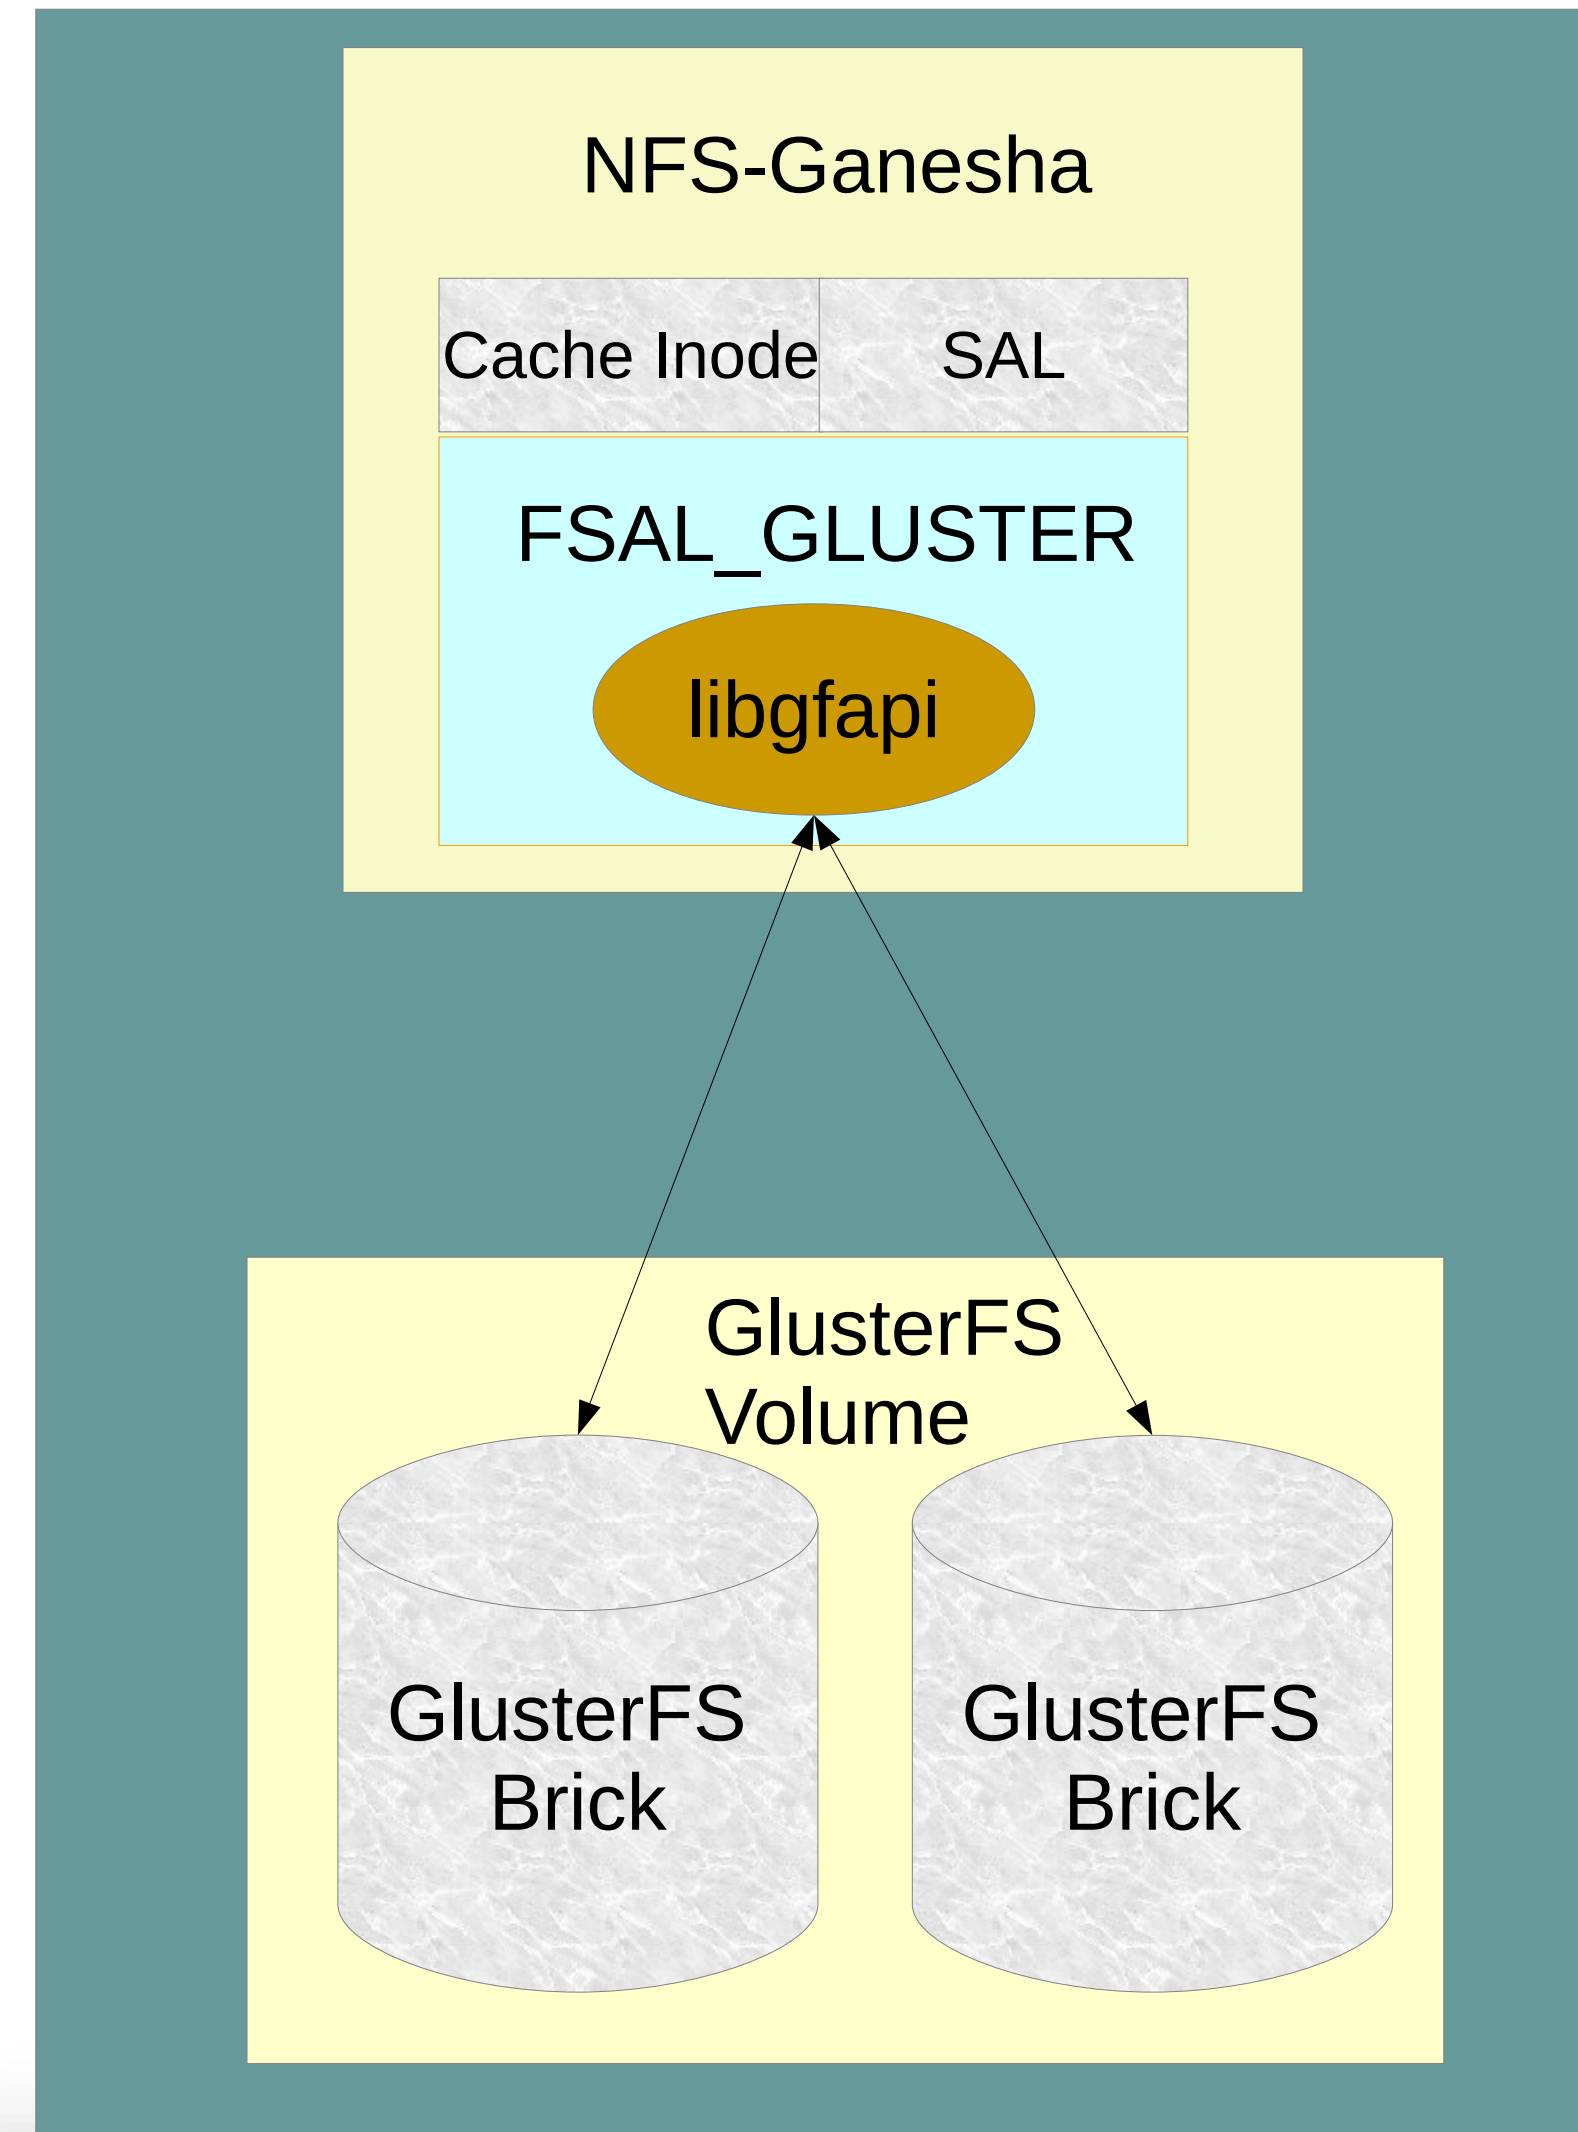 NFS-Ganesha
Cache Inode
SAL
FSAL_GLUSTER
libgfapi
GlusterFS
Volume
GlusterFS
Brick
GlusterFS
Brick